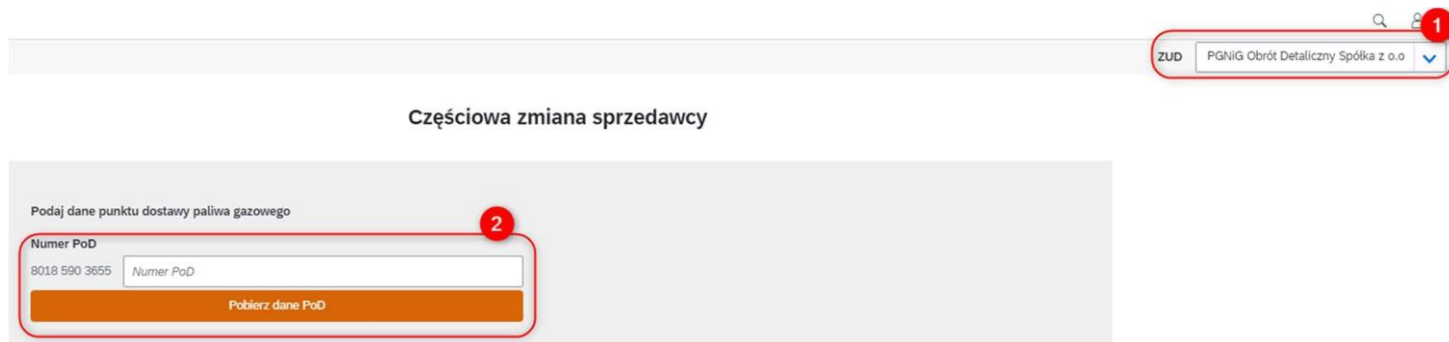 1
ZUD PGNiG Obrót Detaliczny Spółka z o.o
Częściowa zmiana sprzedawcy
Podaj dane punktu dostawy paliwa gazowego
2
Numer PoD
8018 590 3655 Numer PoD
Pobierz dane PoD